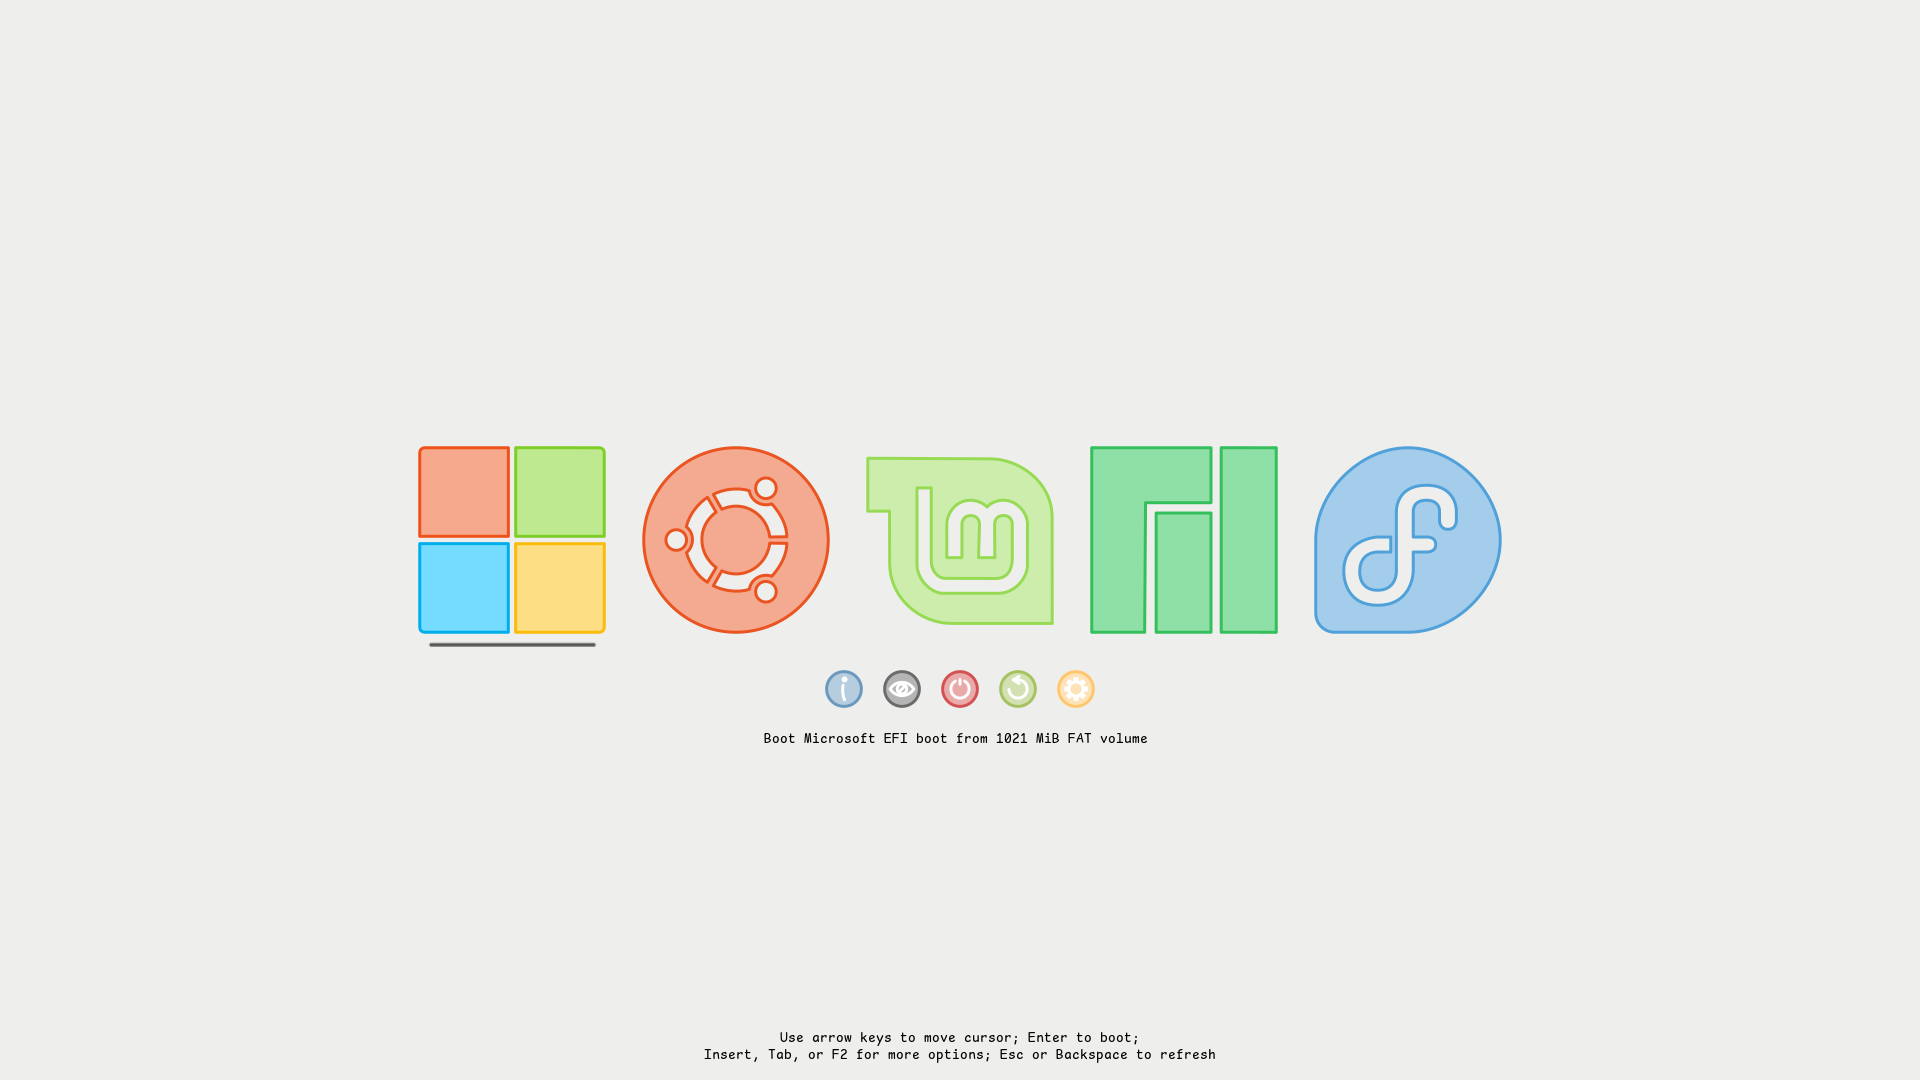 Boot Microsoft EFI boot from 1021 MiB FAT volume
Use arrow keys to move cursor; Enter to boot;
Insert, Tab, or F2 for more options; Esc or Backspace to refresh